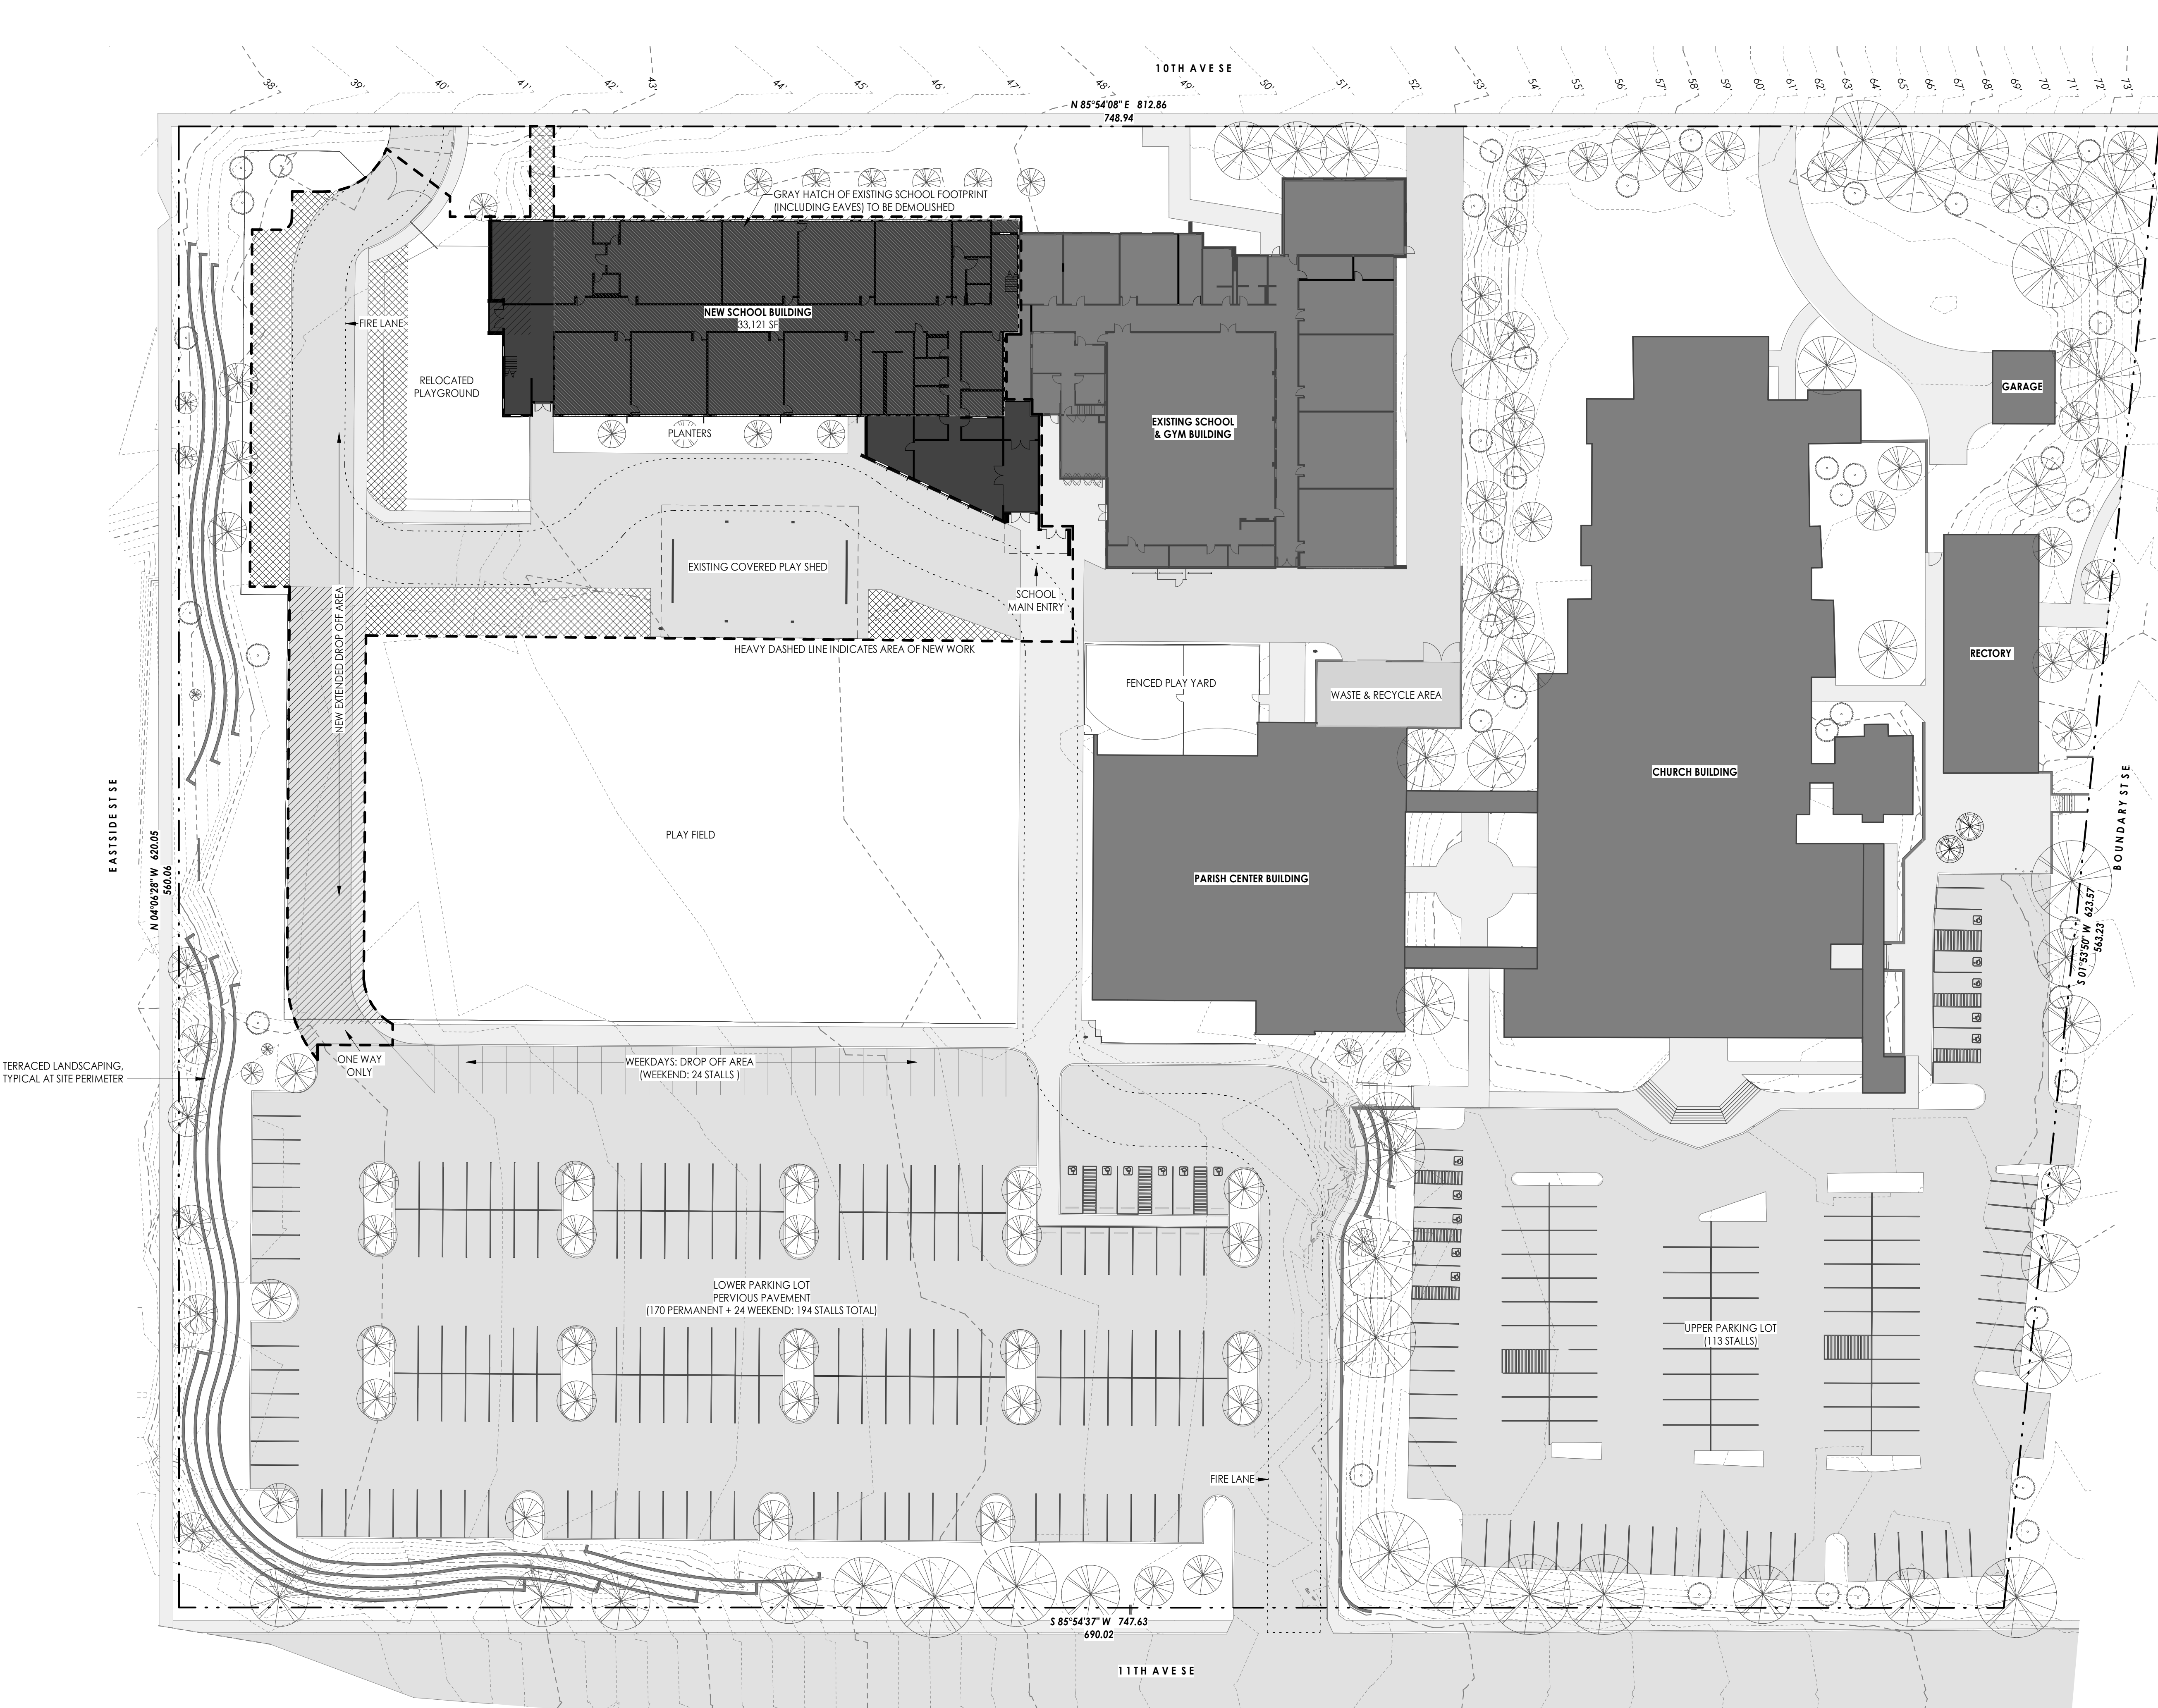 10TH AVE SE
38'
39'
40'
41'
42'
43'
44'
45'
46'
47'
48'
49'
50'
51'
52'
53'
54'
55'
56'
57'
58'
59'
60'
61'
62'
63'
64'
65'
66'
67'
68'
69'
70'
71'
72'
73'
N 85°54'08" E 812.86
748.94
GRAY HATCH OF EXISTING SCHOOL FOOTPRINT
(INCLUDING EAVES) TO BE DEMOLISHED
NEW SCHOOL BUILDING
33,121 SF
FIRE LANE
RELOCATED
PLAYGROUND
PLANTERS
EXISTING SCHOOL
& GYM BUILDING
GARAGE
EXISTING COVERED PLAY SHED
SCHOOL
MAIN ENTRY
NEW EXTENDED DROP OFF AREA
HEAVY DASHED LINE INDICATES AREA OF NEW WORK
FENCED PLAY YARD
WASTE & RECYCLE AREA
RECTORY
CHURCH BUILDING
EASTSIDE ST SE
N 04°06'28" W 620.05
560.06
PLAY FIELD
PARISH CENTER BUILDING
BOUNDARY ST SE
S 01°53'50" W 623.57
563.23
TERRACED LANDSCAPING,
TYPICAL AT SITE PERIMETER
ONE WAY
ONLY
WEEKDAYS: DROP OFF AREA
(WEEKEND: 24 STALLS )
LOWER PARKING LOT
PERVIOUS PAVEMENT
(170 PERMANENT + 24 WEEKEND: 194 STALLS TOTAL)
UPPER PARKING LOT
(113 STALLS)
FIRE LANE
S 85°54'37" W 747.63
690.02
11TH AVE SE